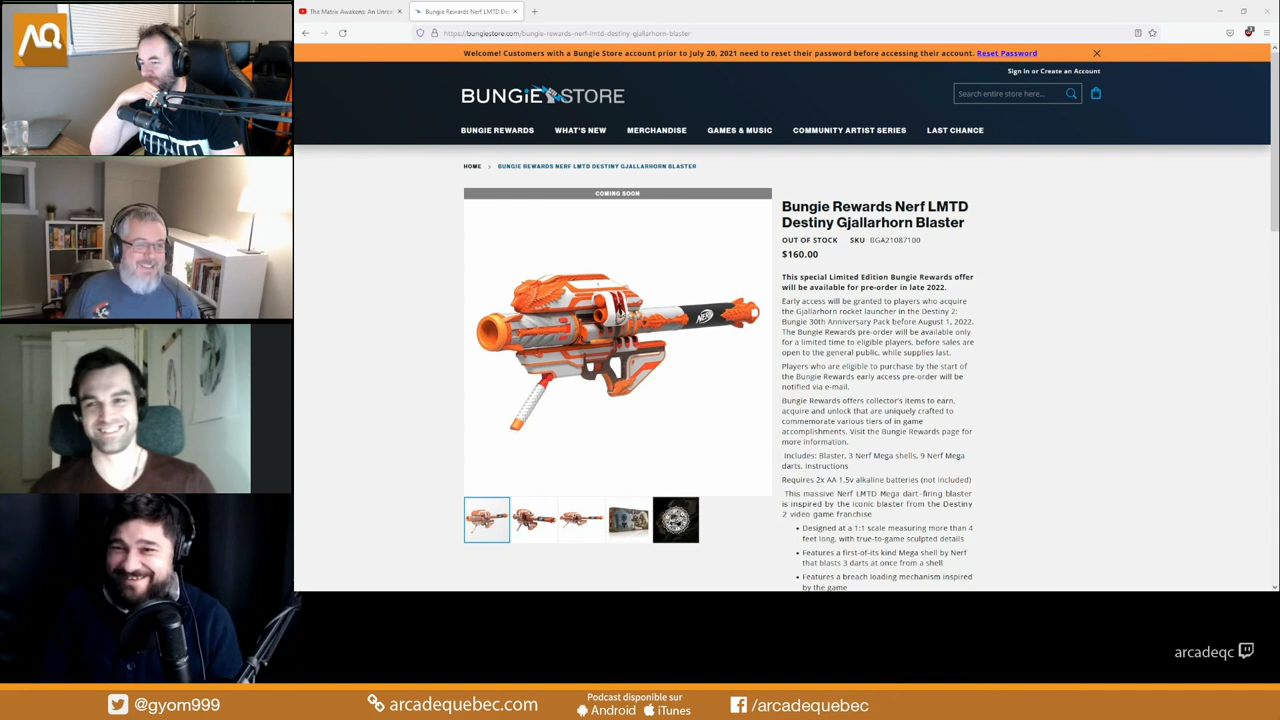 AQ
The Matrix Awakens: An Unre
Bungie Rewards Nerf LMTD De
https://bungiestore.com/bungie-rewards-nerf-lmtd-destiny-gjallarhorn-blaster
Welcome! Customers with a Bungie Store account prior to July 20, 2021 need to reset their password before accessing their account. Reset Password
Sign in or Create an Account
BUNGIE STORE
Search entire store here...
BUNGIE REWARDS
WHAT'S NEW
MERCHANDISE
GAMES & MUSIC
COMMUNITY ARTIST SERIES
LAST CHANCE
HOME > BUNGIE REWARDS NERF LMTD DESTINY GJALLARHORN BLASTER
COMING SOON
NERF
Bungie Rewards Nerf LMTD
Destiny Gjallarhorn Blaster
OUT OF STOCK SKU BGA21087100
$160.00
This special Limited Edition Bungie Rewards offer
will be available for pre-order in late 2022.
Early access will be granted to players who acquire
the Gjallarhorn rocket launcher in the Destiny 2:
Bungie 30th Anniversary Pack before August 1, 2022.
The Bungie Rewards pre-order will be available only
for a limited time to eligible players, before sales are
open to the general public, while supplies last.
Players who are eligible to purchase by the start of
the Bungie Rewards early access pre-order will be
notified via e-mail.
Bungie Rewards offers collector's items to earn,
acquire and unlock that are uniquely crafted to
commemorate various tiers of in game
accomplishments. Visit the Bungie Rewards page for
more information.
Includes: Blaster, 3 Nerf Mega shells, 9 Nerf Mega
darts, Instructions
Requires 2x AA 1.5v alkaline batteries (not included)
This massive Nerf LMTD Mega dart-firing blaster
is inspired by the iconic blaster from the Destiny
2 video game franchise
• Designed at a 1:1 scale measuring more than 4
feet long, with true-to-game sculpted details
• Features a first-of-its kind Mega shell by Nerf
that blasts 3 darts at once from a shell
• Features a breach loading mechanism inspired
by the game
arcadeqc
@gyom999
arcadequebec.com
Podcast disponible sur
Android iTunes
/arcadequebec